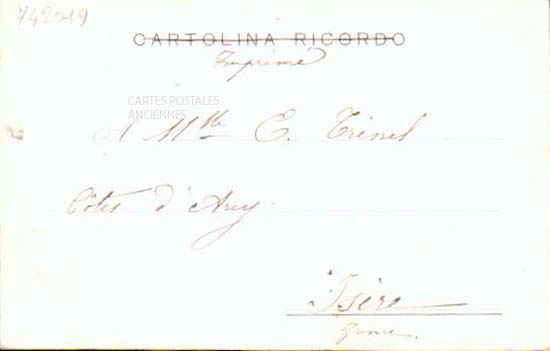 742019
CARTOLINA RICORDO
Imprimé
CARTES POSTALES
ANCIENNES
A Mlle E. Trinel
Côtes d'Arey.
Isère
France.